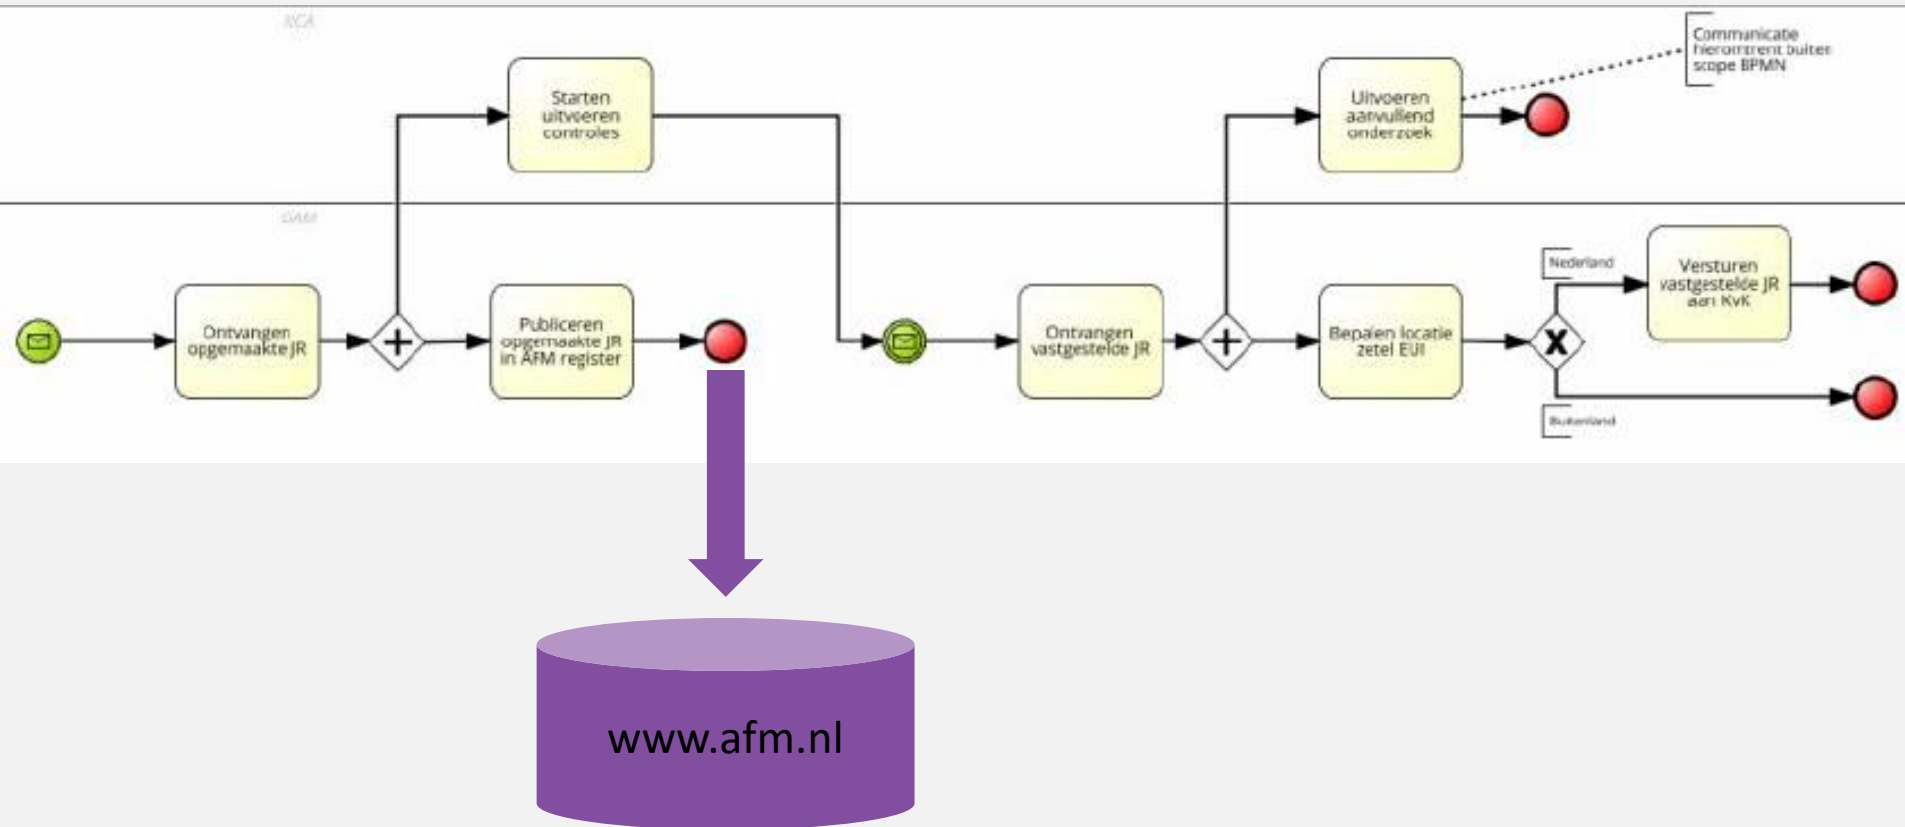 Communicatie
hieromtrent buiten
scope BPMN
Starten
uitvoeren
controles
Uitvoeren
aanvullend
onderzoek
Ontvangen
opgemaakte JR
Publiceren
opgemaakte JR
in AFM register
Ontvangen
vastgestelde JR
Bepalen locatie
zetel EUI
Nederland
Versturen
vastgestelde JR
aan KvK
Buitenland
www.afm.nl